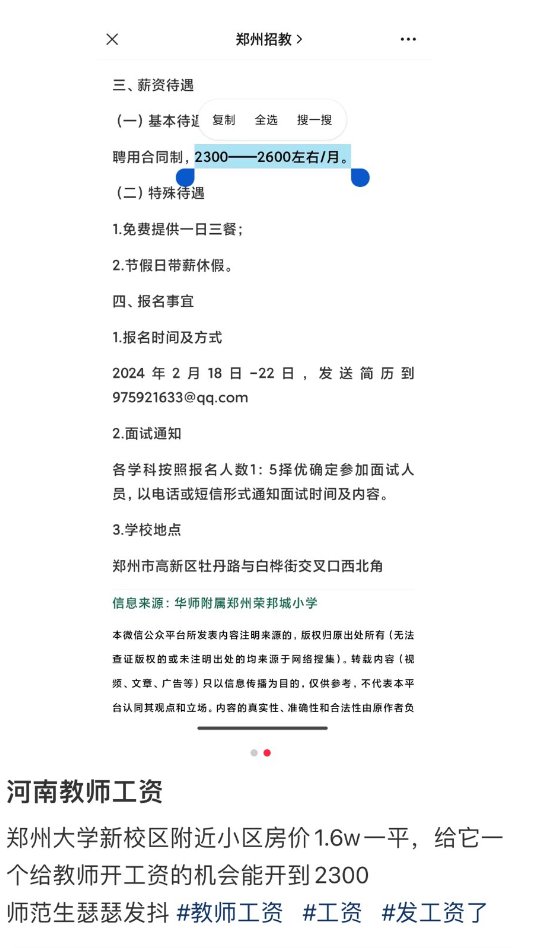 郑州招教
三、薪资待遇
(一)基本待遇
复制 全选 搜一搜
聘用合同制，2300——2600左右/月。
(二)特殊待遇
1.免费提供一日三餐；
2.节假日带薪休假。
四、报名事宜
1.报名时间及方式
2024年2月18日-22日，发送简历到
975921633@qq.com
2.面试通知
各学科按照报名人数1：5择优确定参加面试人
员，以电话或短信形式通知面试时间及内容。
3.学校地点
郑州市高新区牡丹路与白桦街交叉口西北角
信息来源：华师附属郑州荣邦城小学
本微信公众平台所发表内容注明来源的，版权归原出处所有（无法
查证版权的或未注明出处的均来源于网络搜集）。转载内容（视
频、文章、广告等）只以信息传播为目的，仅供参考，不代表本平
台认同其观点和立场。内容的真实性、准确性和合法性由原作者负
河南教师工资
郑州大学新校区附近小区房价1.6w一平，给它一
个给教师开工资的机会能开到2300
师范生瑟瑟发抖 #教师工资 #工资 #发工资了